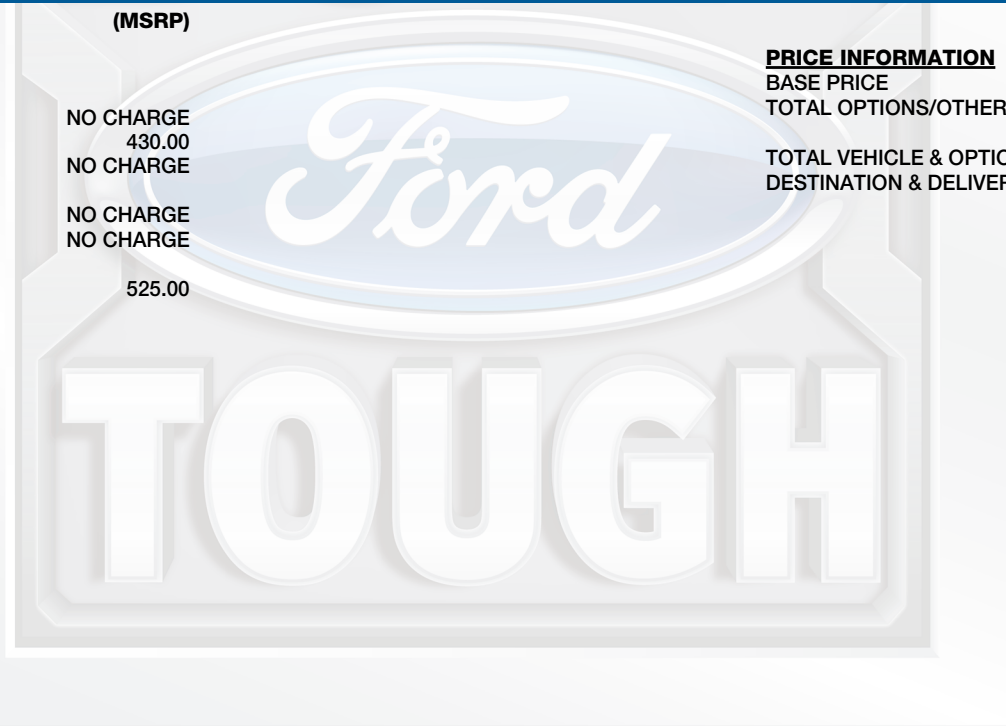 (MSRP)
NO CHARGE
430.00
NO CHARGE
NO CHARGE
NO CHARGE
525.00
PRICE INFORMATION
BASE PRICE
TOTAL OPTIONS/OTHER
TOTAL VEHICLE & OPTIO
DESTINATION & DELIVER
Ford
TOUGH